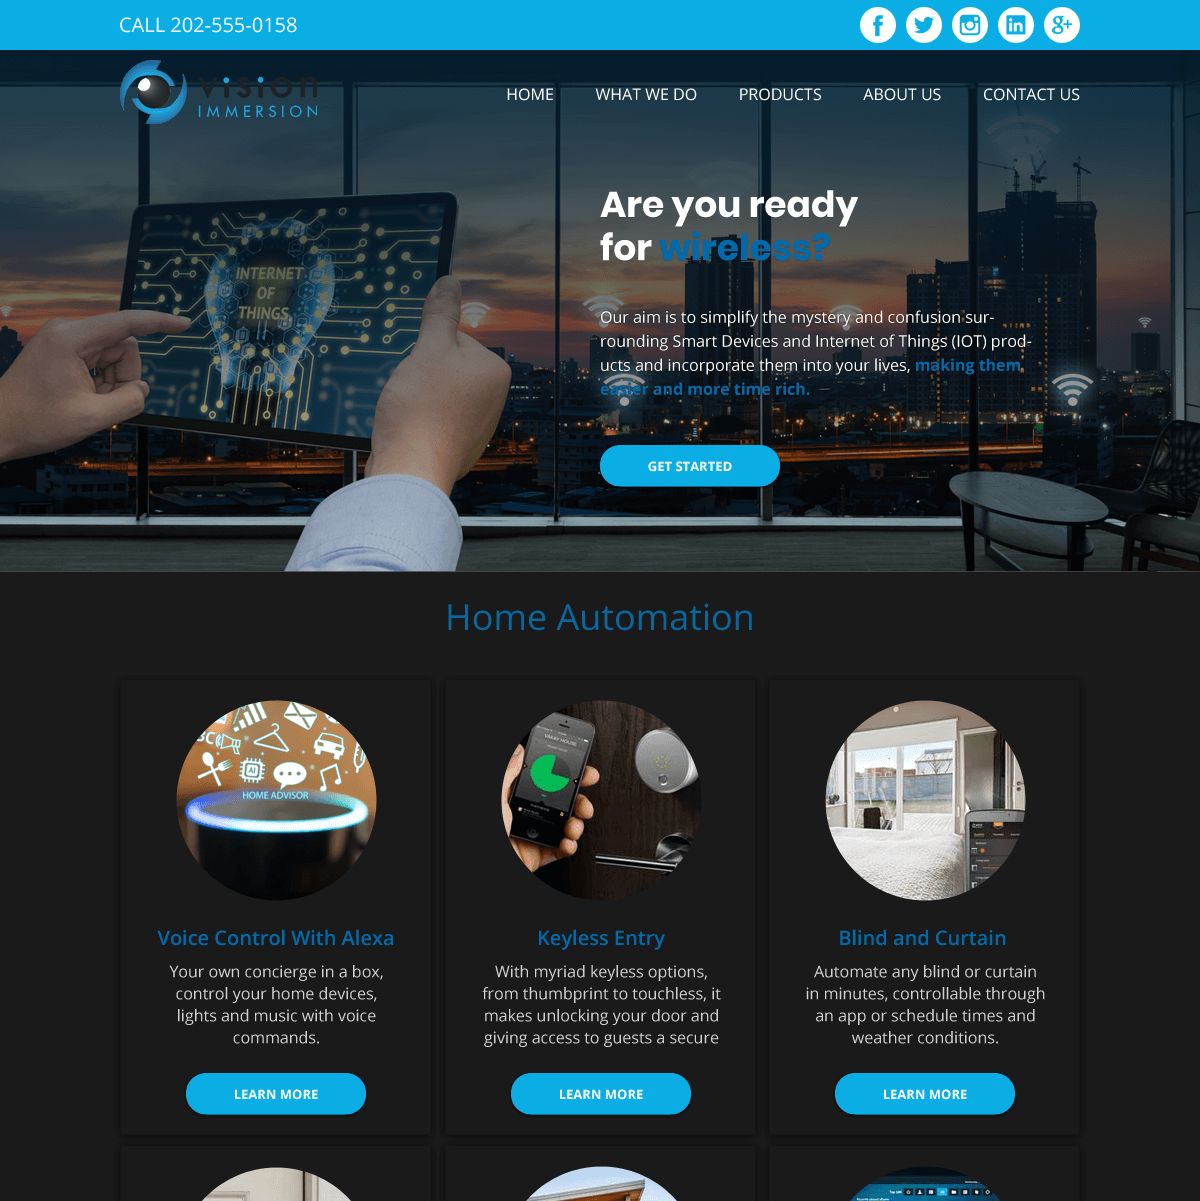 CALL 202-555-0158
vision
IMMERSION
HOME WHAT WE DO PRODUCTS ABOUT US CONTACT US
Are you ready
for wireless?
INTERNET
OF
THINGS
Our aim is to simplify the mystery and confusion sur-
rounding Smart Devices and Internet of Things (IOT) prod-
ucts and incorporate them into your lives, making them
easier and more time rich.
GET STARTED
Home Automation
HOME ADVISOR
Voice Control With Alexa
Your own concierge in a box,
control your home devices,
lights and music with voice
commands.
LEARN MORE
Keyless Entry
With myriad keyless options,
from thumbprint to touchless, it
makes unlocking your door and
giving access to guests a secure
LEARN MORE
Blind and Curtain
Automate any blind or curtain
in minutes, controllable through
an app or schedule times and
weather conditions.
LEARN MORE